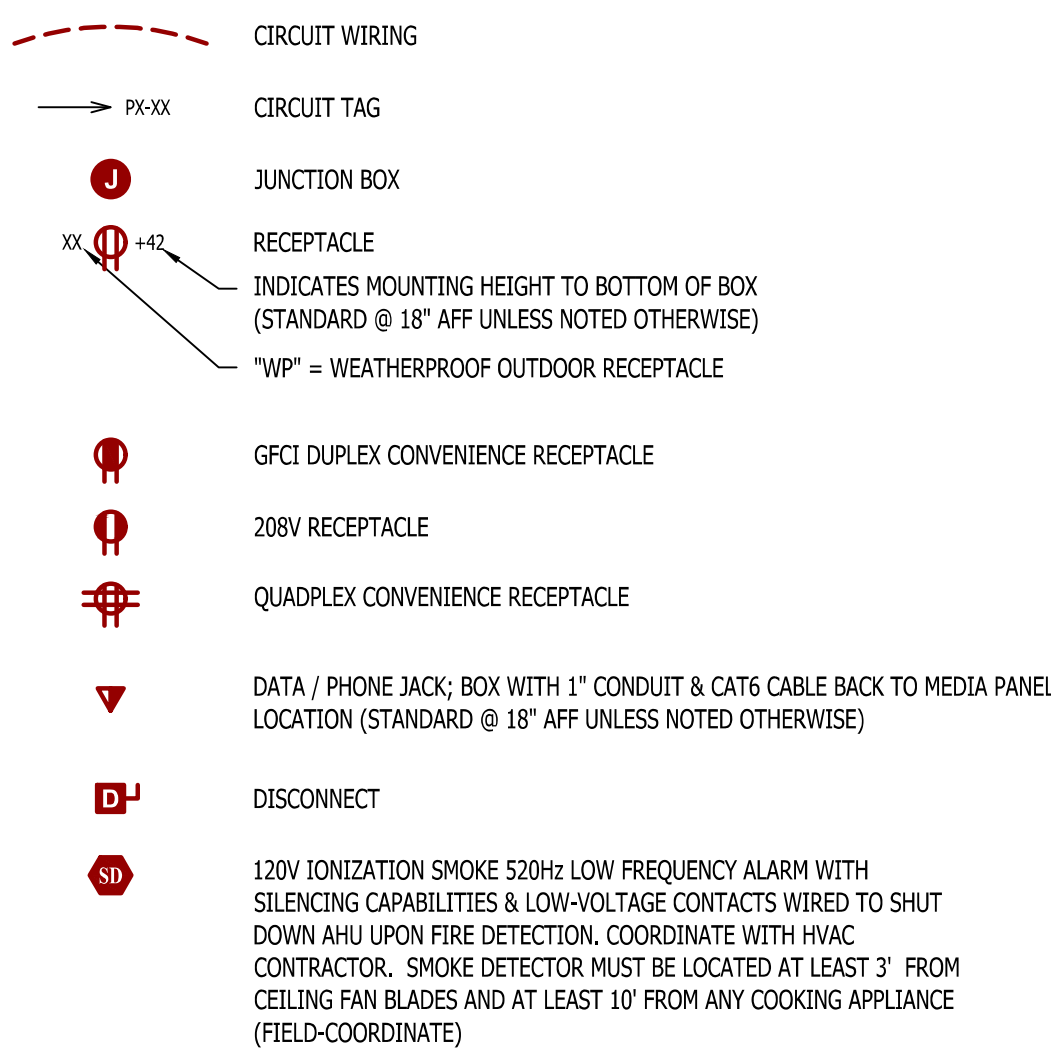 CIRCUIT WIRING
PX-XX CIRCUIT TAG
J JUNCTION BOX
XX +42 RECEPTACLE
INDICATES MOUNTING HEIGHT TO BOTTOM OF BOX
(STANDARD @ 18" AFF UNLESS NOTED OTHERWISE)
"WP" = WEATHERPROOF OUTDOOR RECEPTACLE
GFCI DUPLEX CONVENIENCE RECEPTACLE
208V RECEPTACLE
QUADPLEX CONVENIENCE RECEPTACLE
DATA / PHONE JACK; BOX WITH 1" CONDUIT & CAT6 CABLE BACK TO MEDIA PANEL
LOCATION (STANDARD @ 18" AFF UNLESS NOTED OTHERWISE)
D DISCONNECT
SD 120V IONIZATION SMOKE 520Hz LOW FREQUENCY ALARM WITH
SILENCING CAPABILITIES & LOW-VOLTAGE CONTACTS WIRED TO SHUT
DOWN AHU UPON FIRE DETECTION. COORDINATE WITH HVAC
CONTRACTOR. SMOKE DETECTOR MUST BE LOCATED AT LEAST 3' FROM
CEILING FAN BLADES AND AT LEAST 10' FROM ANY COOKING APPLIANCE
(FIELD-COORDINATE)